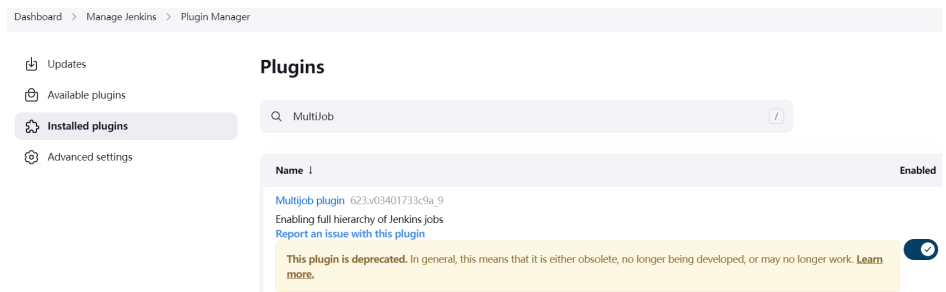 Dashboard > Manage Jenkins > Plugin Manager
Updates
Available plugins
Installed plugins
Advanced settings
Plugins
MultiJob /
Name ↓ Enabled
Multijob plugin 623.v03401733c9a_9
Enabling full hierarchy of Jenkins jobs
Report an issue with this plugin
This plugin is deprecated. In general, this means that it is either obsolete, no longer being developed, or may no longer work. Learn
more.